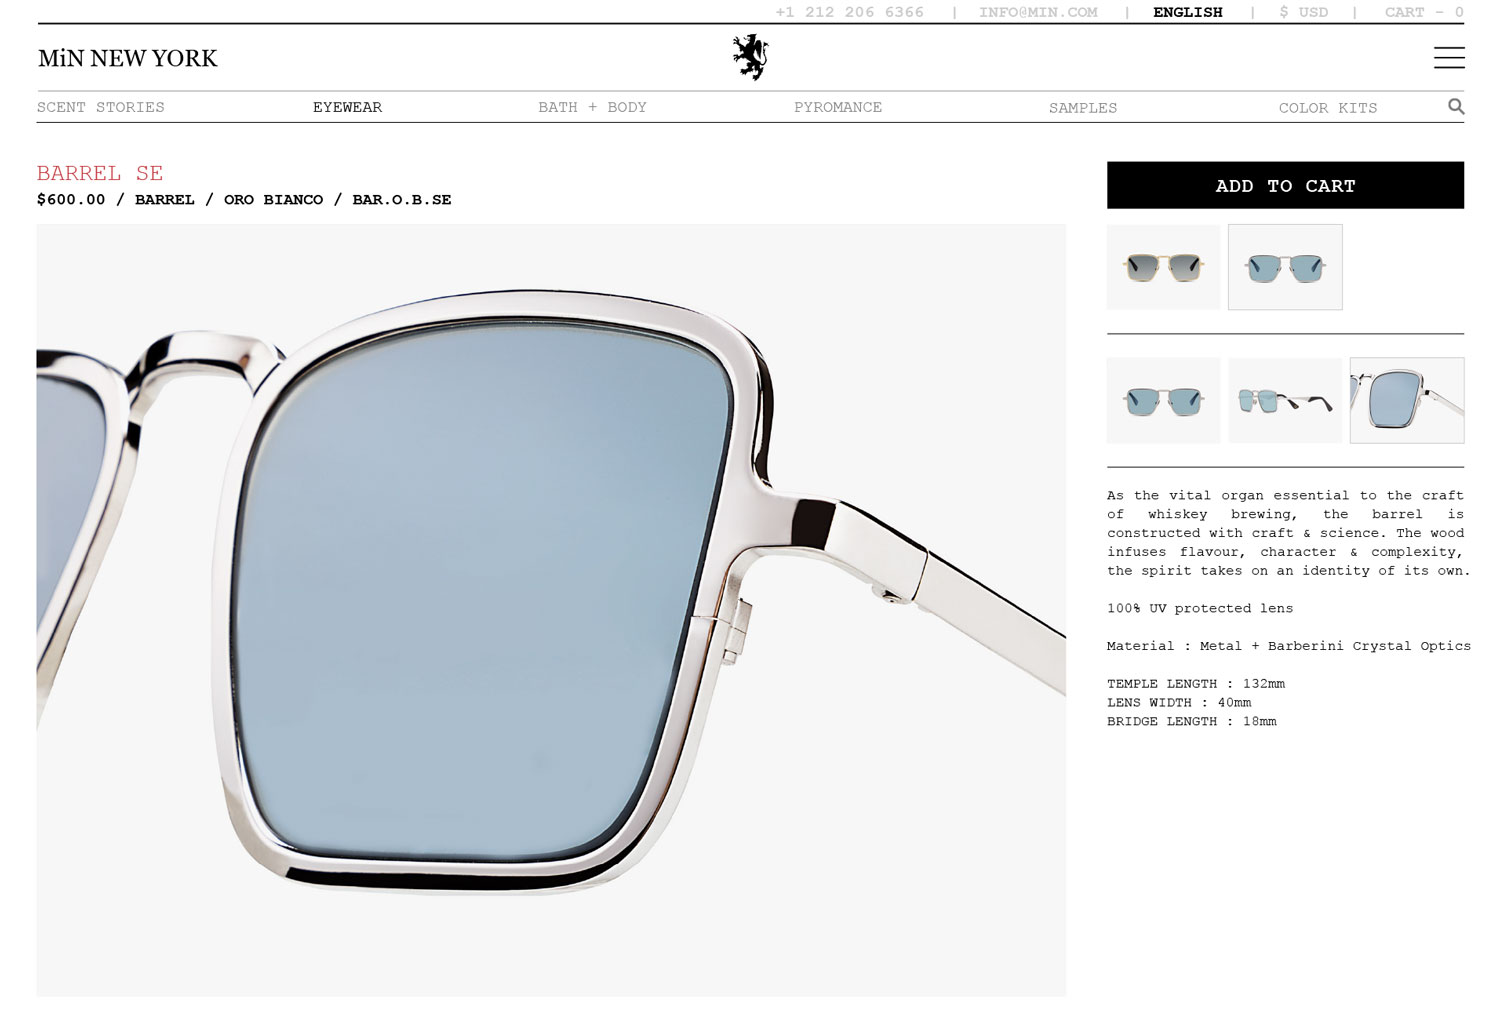 +1 212 206 6366 | INFO@MIN.COM | ENGLISH | $ USD | CART - 0
MiN NEW YORK
SCENT STORIES EYEWEAR BATH + BODY PYROMANCE SAMPLES COLOR KITS
BARREL SE
$600.00 / BARREL / ORO BIANCO / BAR.O.B.SE
ADD TO CART
As the vital organ essential to the craft
of whiskey brewing, the barrel is
constructed with craft & science. The wood
infuses flavour, character & complexity,
the spirit takes on an identity of its own.
100% UV protected lens
Material : Metal + Barberini Crystal Optics
TEMPLE LENGTH : 132mm
LENS WIDTH : 40mm
BRIDGE LENGTH : 18mm